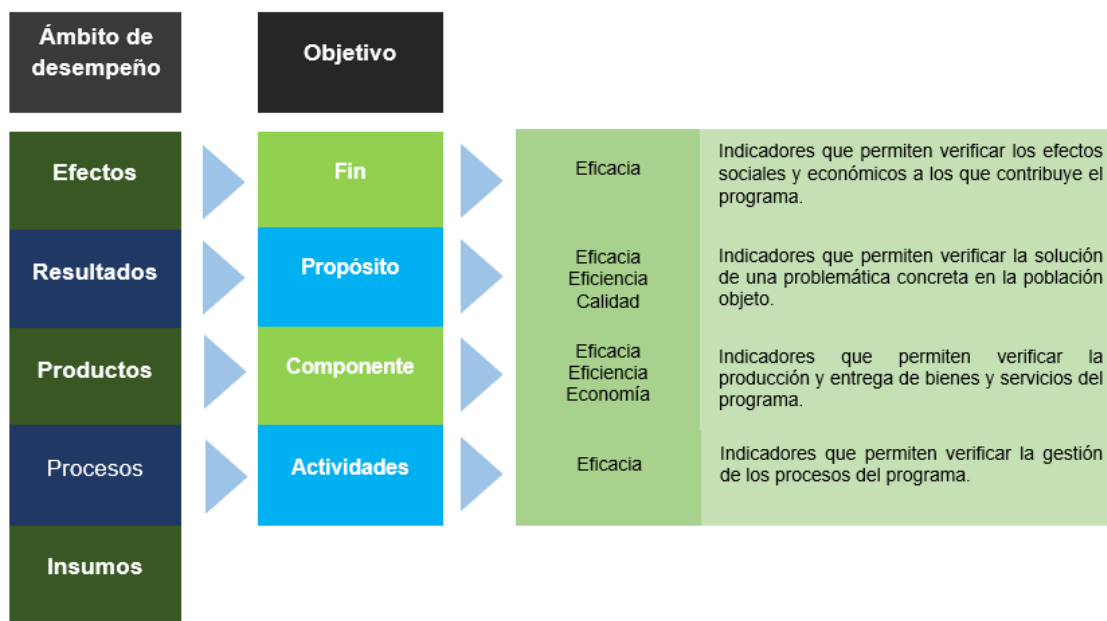 Ámbito de
desempeño
Objetivo
Efectos
Fin
Eficacia
Indicadores que permiten verificar los efectos
sociales y económicos a los que contribuye el
programa.
Resultados
Propósito
Eficacia
Eficiencia
Calidad
Indicadores que permiten verificar la solución
de una problemática concreta en la población
objeto.
Productos
Componente
Eficacia
Eficiencia
Economía
Indicadores que permiten verificar la
producción y entrega de bienes y servicios del
programa.
Procesos
Actividades
Eficacia
Indicadores que permiten verificar la gestión
de los procesos del programa.
Insumos